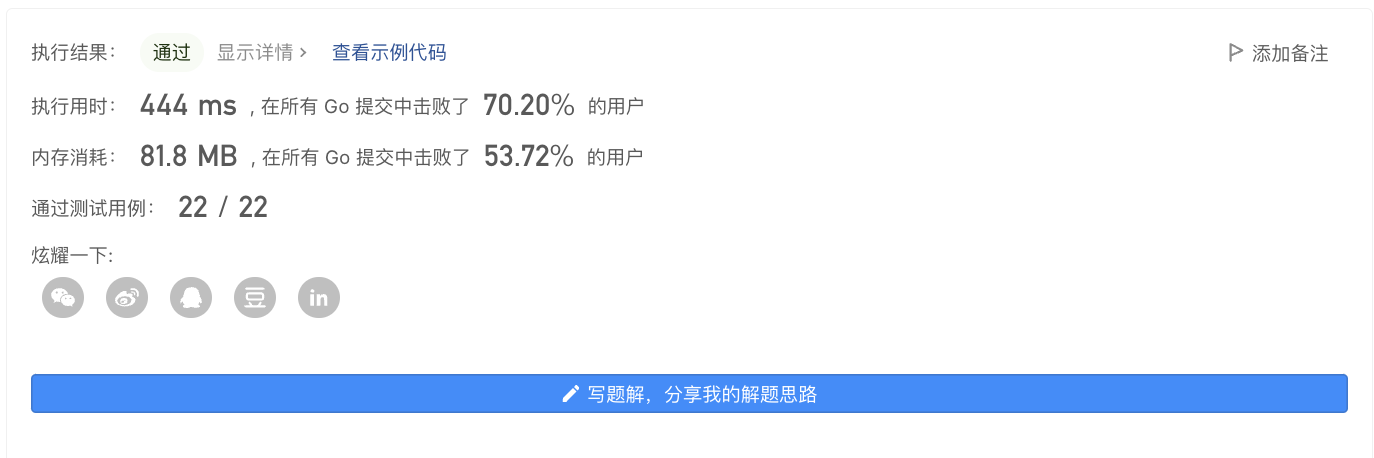 执行结果： 通过 显示详情 › 查看示例代码 添加备注
执行用时： 444 ms , 在所有 Go 提交中击败了 70.20% 的用户
内存消耗： 81.8 MB , 在所有 Go 提交中击败了 53.72% 的用户
通过测试用例： 22 / 22
炫耀一下:
豆 in
写题解，分享我的解题思路